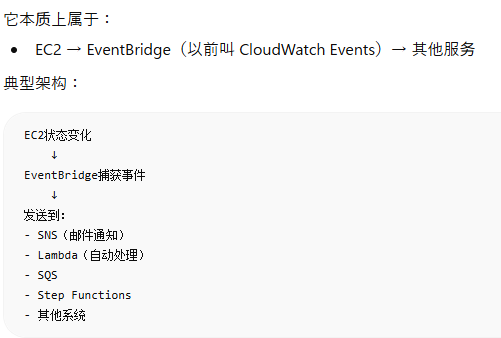 它本质上属于：
• EC2 → EventBridge（以前叫 CloudWatch Events）→ 其他服务
典型架构：
EC2状态变化
↓
EventBridge捕获事件
↓
发送到：
- SNS（邮件通知）
- Lambda（自动处理）
- SQS
- Step Functions
- 其他系统